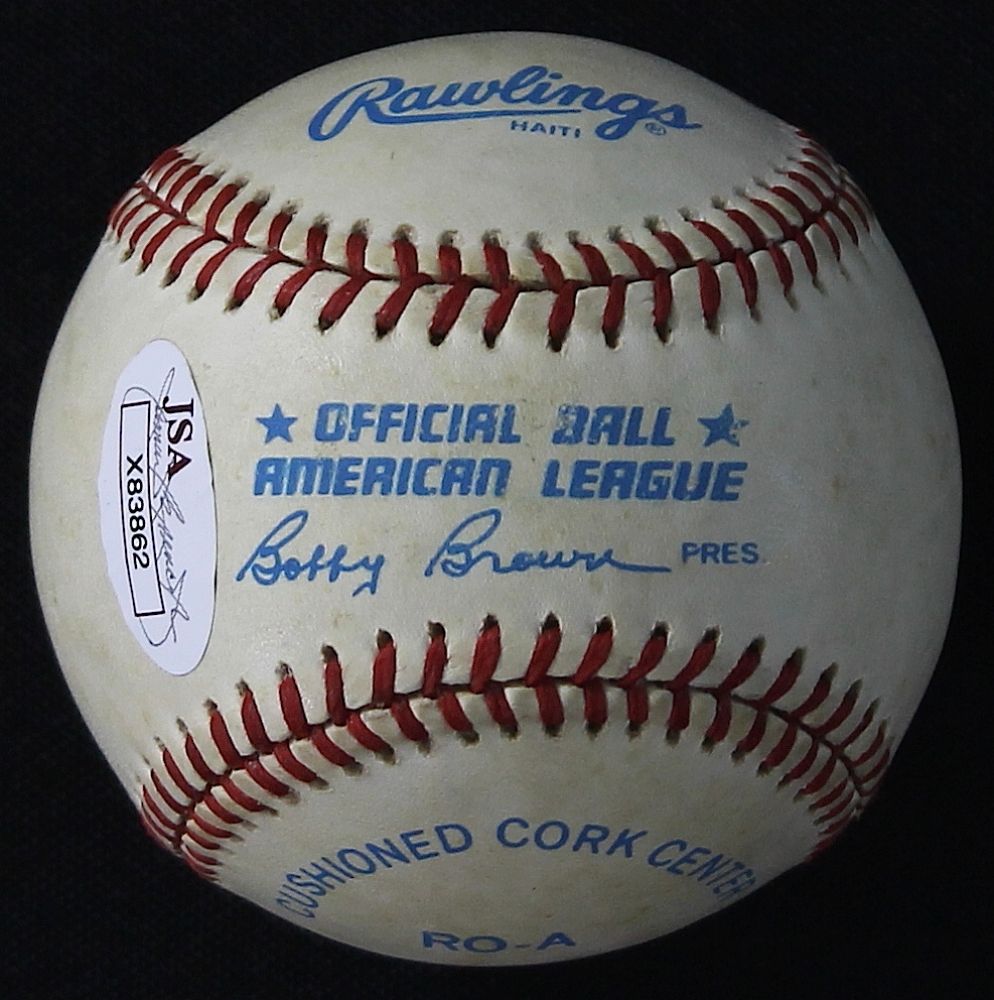 Rawlings ®
HAITI
★ OFFICIAL BALL ★
AMERICAN LEAGUE
Bobby Brown PRES.
CUSHIONED CORK CENTER
RO-A
JSA
X83862